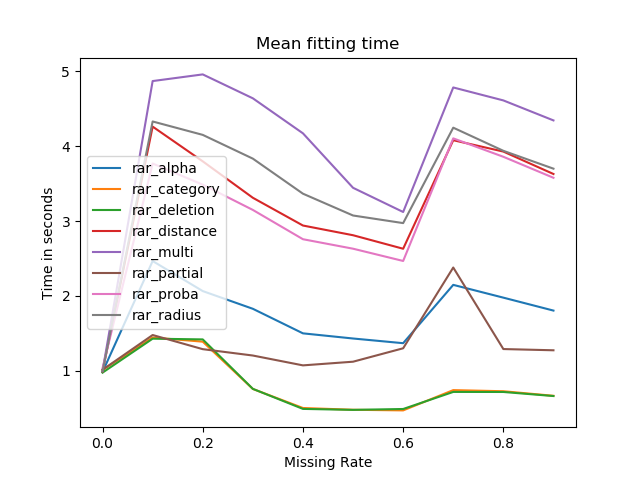 Mean fitting time
5
4
3
2
1
Time in seconds
rar_alpha
rar_category
rar_deletion
rar_distance
rar_multi
rar_partial
rar_proba
rar_radius
0.0 0.2 0.4 0.6 0.8
Missing Rate